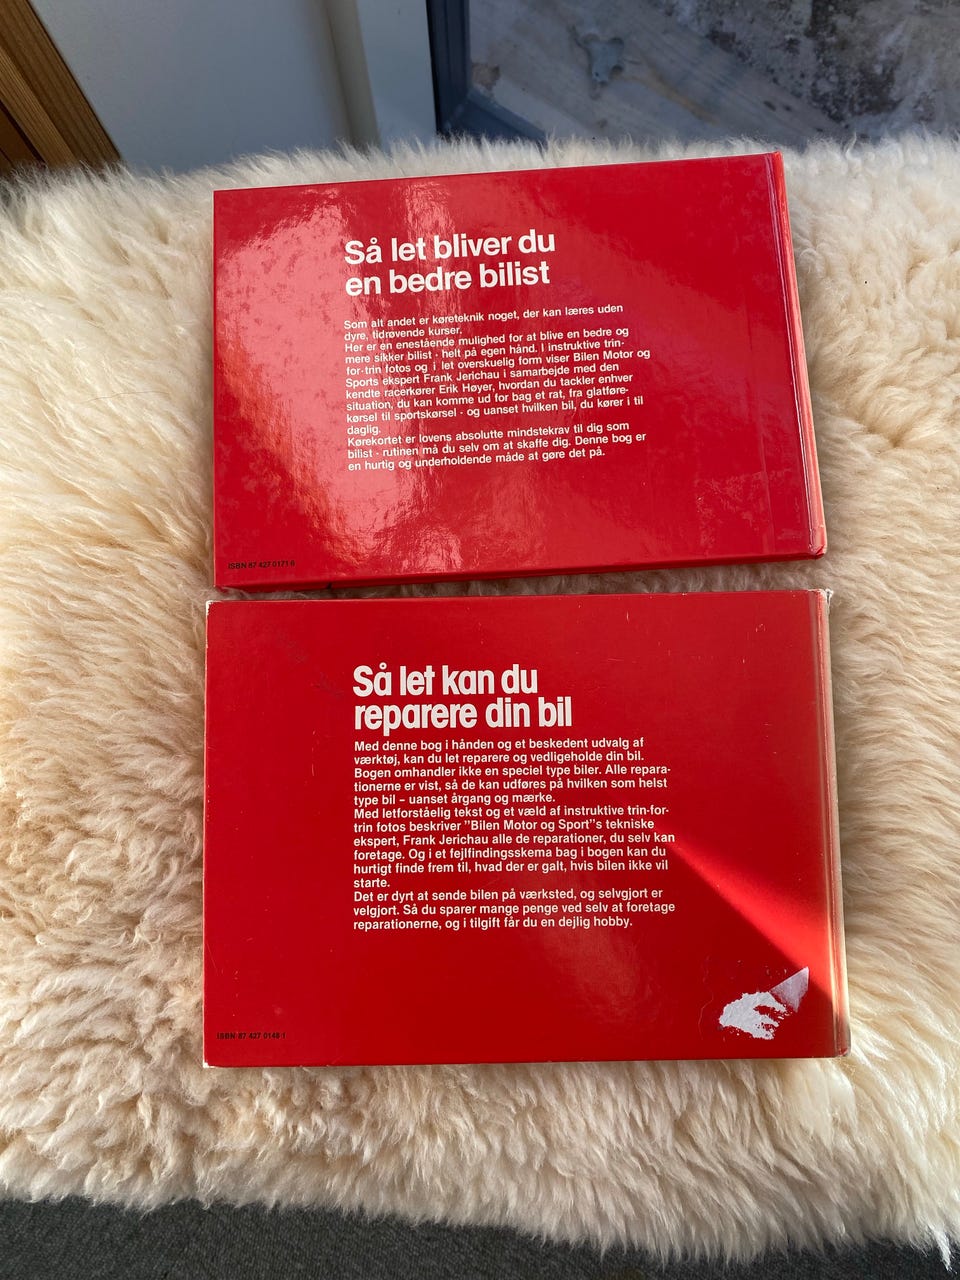 Så let bliver du
en bedre bilist
Som alt andet er køreteknik noget, der kan læres uden
dyre, tidrøvende kurser.
Her er en enestående mulighed for at blive en bedre og
mere sikker bilist - helt på egen hånd. I instruktive trin-
for-trin fotos og i let overskuelig form viser Bilen Motor og
Sports ekspert Frank Jerichau i samarbejde med den
kendte racerkører Erik Høyer, hvordan du tackler enhver
situation, du kan komme ud for bag et rat, fra glatføre-
kørsel til sportskørsel - og uanset hvilken bil, du kører i til
daglig.
Kørekortet er lovens absolutte mindstekrav til dig som
bilist - rutinen må du selv om at skaffe dig. Denne bog er
en hurtig og underholdende måde at gøre det på.
ISBN 87 427 0171 6
Så let kan du
reparere din bil
Med denne bog i hånden og et beskedent udvalg af
værktøj, kan du let reparere og vedligeholde din bil.
Bogen omhandler ikke en speciel type biler. Alle repara-
tionerne er vist, så de kan udføres på hvilken som helst
type bil – uanset årgang og mærke.
Med letforståelig tekst og et væld af instruktive trin-for-
trin fotos beskriver "Bilen Motor og Sport"s tekniske
ekspert, Frank Jerichau alle de reparationer, du selv kan
foretage. Og i et fejlfindingsskema bag i bogen kan du
hurtigt finde frem til, hvad der er galt, hvis bilen ikke vil
starte.
Det er dyrt at sende bilen på værksted, og selvgjort er
velgjort. Så du sparer mange penge ved selv at foretage
reparationerne, og i tilgift får du en dejlig hobby.
ISBN 87 427 0148 1